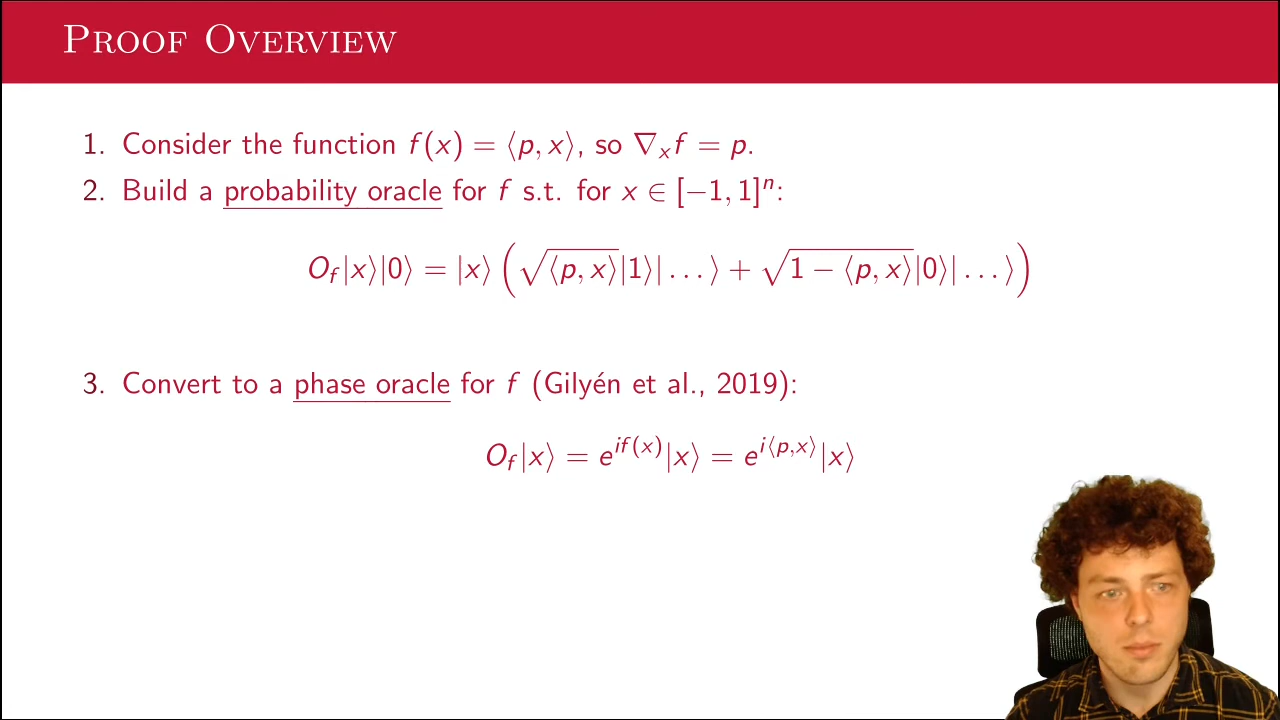 Proof Overview
1. Consider the function f(x) = ⟨p, x⟩, so ∇ₓf = p.
2. Build a probability oracle for f s.t. for x ∈ [−1, 1]ⁿ:
O_f|x⟩|0⟩ = |x⟩ (√⟨p, x⟩|1⟩|...⟩ + √(1 − ⟨p, x⟩)|0⟩|...⟩)
3. Convert to a phase oracle for f (Gilyén et al., 2019):
O_f|x⟩ = e^{if(x)}|x⟩ = e^{i⟨p,x⟩}|x⟩